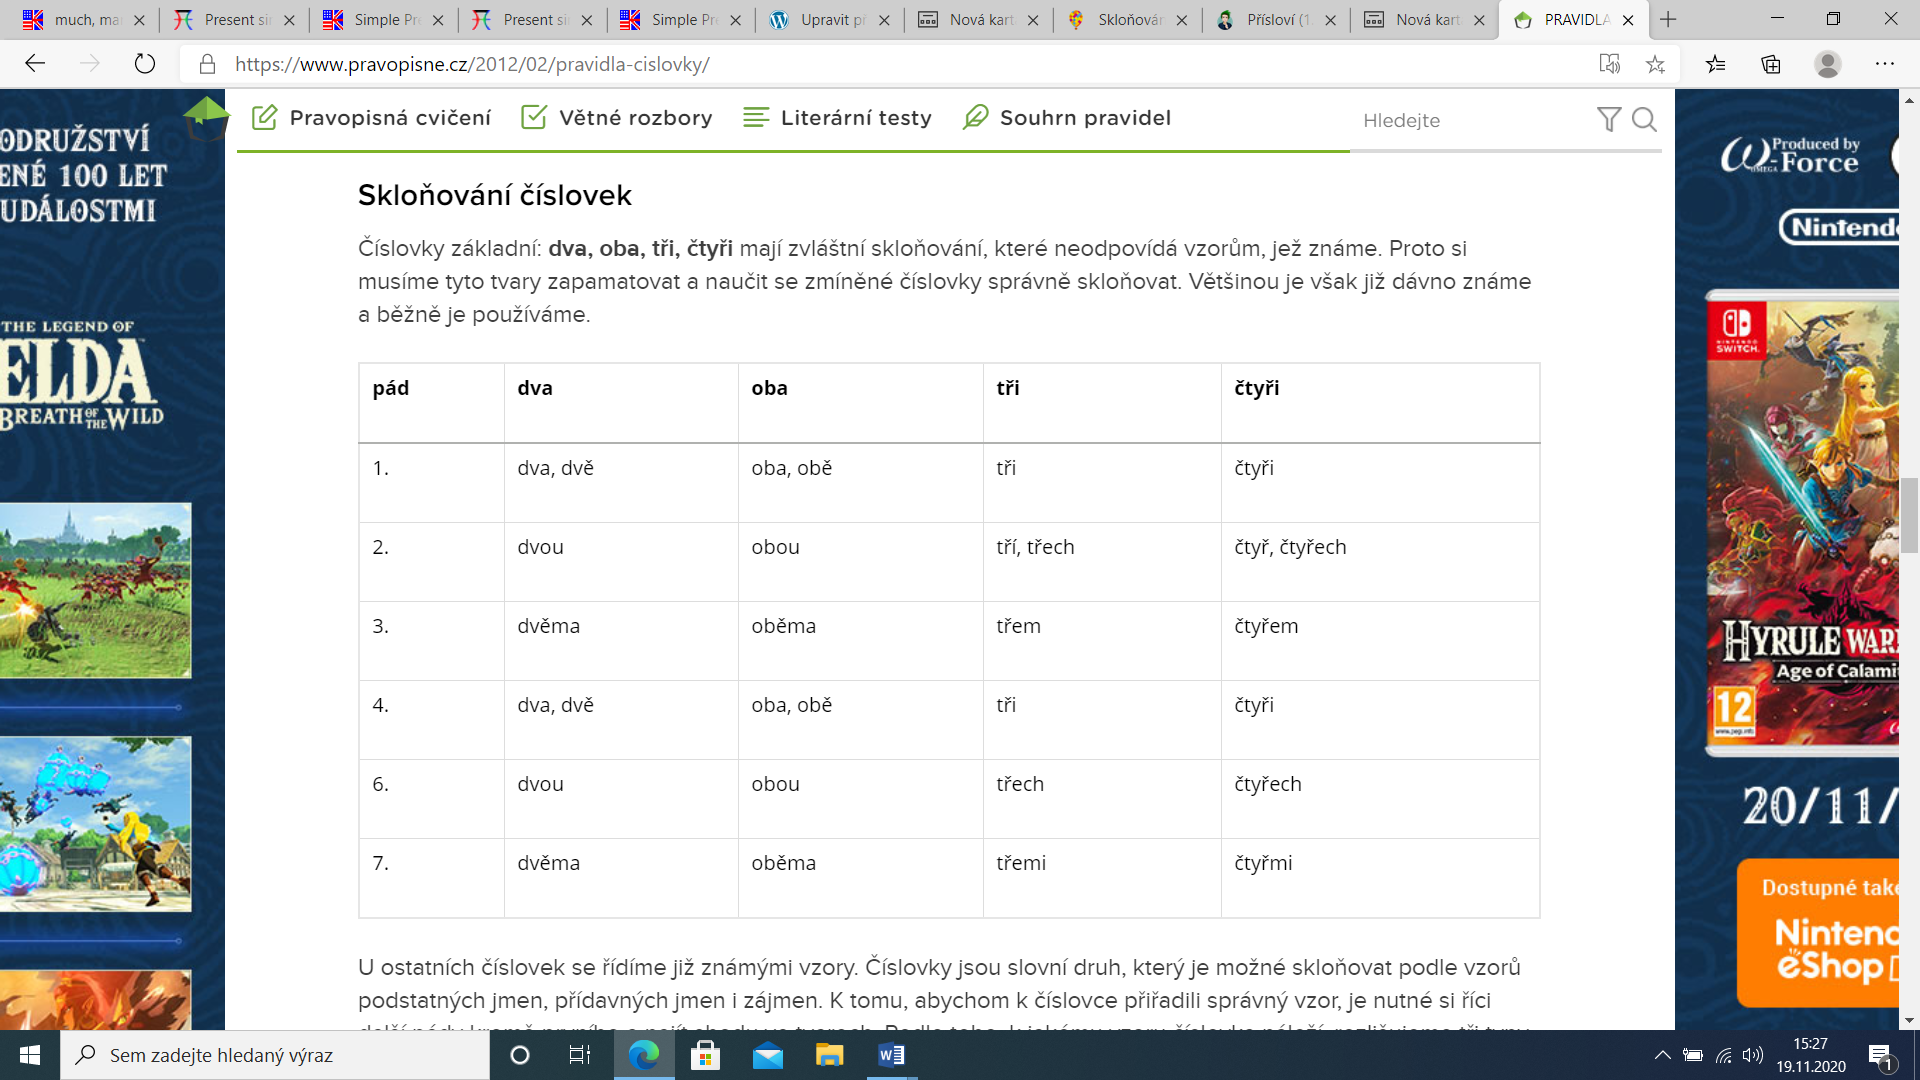 much, ma
Present si
Simple Pr
Present si
Simple Pr
Upravit př
Nová kart
Skloňován
Přísloví (1.
Nová kart
PRAVIDLA
https://www.pravopisne.cz/2012/02/pravidla-cislovky/
Pravopisná cvičení
Větné rozbory
Literární testy
Souhrn pravidel
Hledejte
Skloňování číslovek
Číslovky základní: dva, oba, tři, čtyři mají zvláštní skloňování, které neodpovídá vzorům, jež známe. Proto si
musíme tyto tvary zapamatovat a naučit se zmíněné číslovky správně skloňovat. Většinou je však již dávno známe
a běžně je používáme.
pád dva oba tři čtyři
1. dva, dvě oba, obě tři čtyři
2. dvou obou tří, třech čtyř, čtyřech
3. dvěma oběma třem čtyřem
4. dva, dvě oba, obě tři čtyři
6. dvou obou třech čtyřech
7. dvěma oběma třemi čtyřmi
U ostatních číslovek se řídíme již známými vzory. Číslovky jsou slovní druh, který je možné skloňovat podle vzorů
podstatných jmen, přídavných jmen i zájmen. K tomu, abychom k číslovce přiřadili správný vzor, je nutné si říci
ODRUŽSTVÍ
ENÉ 100 LET
UDÁLOSTMI
THE LEGEND OF
ELDA
BREATH OF THE WILD
Produced by
ω-Force
OMEGA
Nintend
NINTENDO
SWITCH
HYRULE WAR
Age of Calami
12
www.pegi.info
20/11/
Dostupné také
Nintend
eShop
Sem zadejte hledaný výraz
15:27
19.11.2020
1